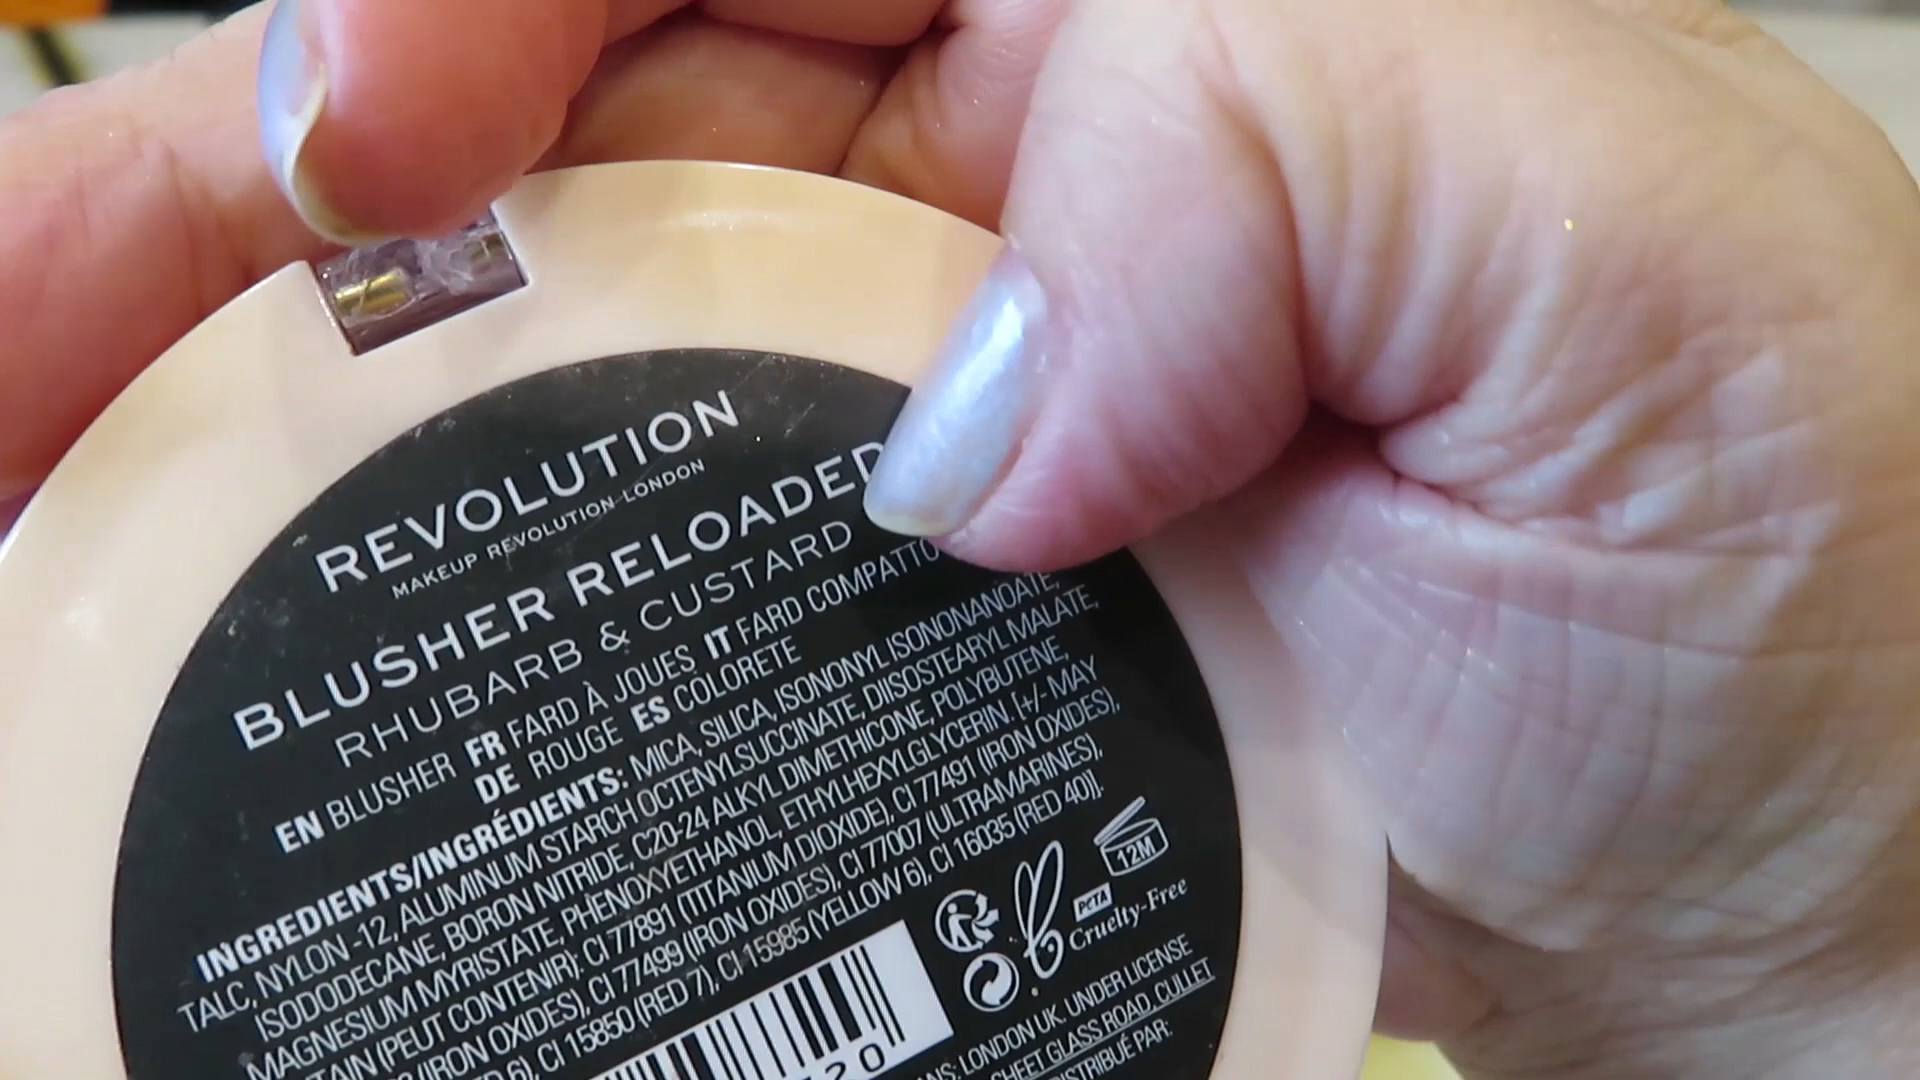 REVOLUTION
MAKEUP REVOLUTION LONDON
BLUSHER RELOADED
RHUBARB & CUSTARD
EN BLUSHER FR FARD À JOUES IT FARD COMPATTO
DE ROUGE ES COLORETE
INGREDIENTS/INGRÉDIENTS: MICA, SILICA, ISONONYL ISONONANOATE,
TALC, NYLON-12, ALUMINUM STARCH OCTENYLSUCCINATE, DIISOSTEARYL MALATE,
ISODODECANE, BORON NITRIDE, C20-24 ALKYL DIMETHICONE, POLYBUTENE,
MAGNESIUM MYRISTATE, PHENOXYETHANOL, ETHYLHEXYLGLYCERIN. [+/- MAY
(PEUT CONTENIR): CI 77891 (TITANIUM DIOXIDE), CI 77491 (IRON OXIDES),
(IRON OXIDES), CI 77499 (IRON OXIDES), CI 77007 (ULTRAMARINES),
6), CI 15850 (RED 7), CI 15985 (YELLOW 6), CI 16035 (RED 40)].
12M
PETA
Cruelty-Free
LONDON UK. UNDER LICENSE
SHEET GLASS ROAD, CULLET
PAR: